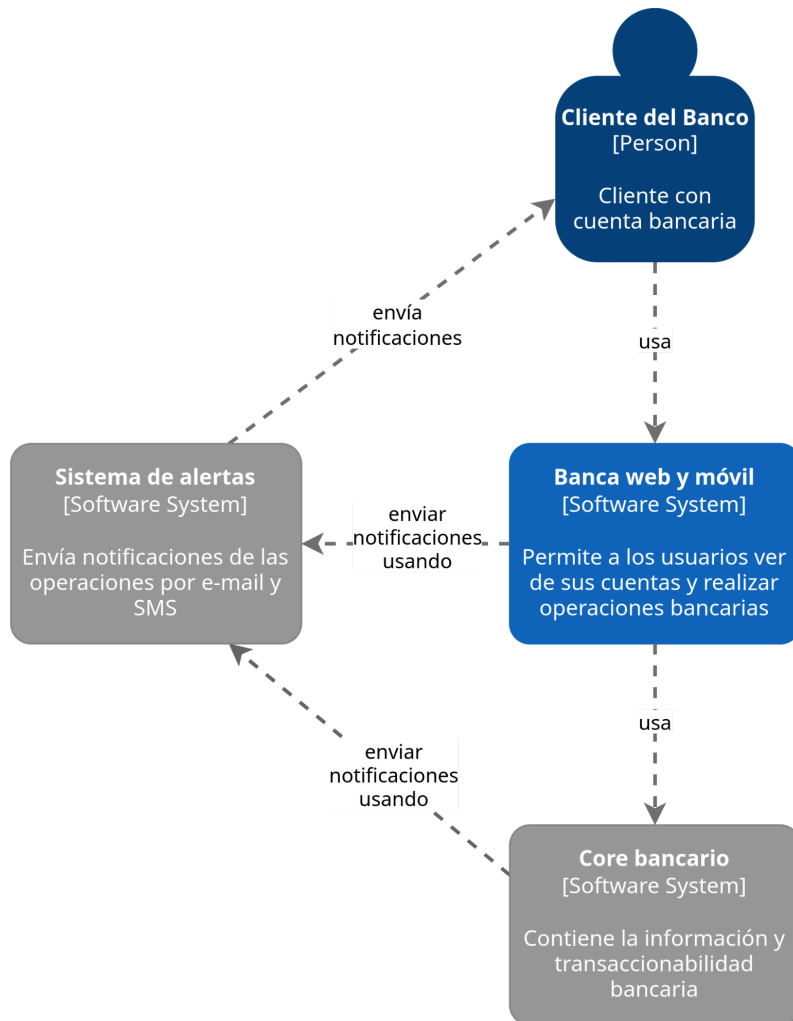 Cliente del Banco
[Person]
Cliente con
cuenta bancaria
envía
notificaciones
usa
Sistema de alertas
[Software System]
Envía notificaciones de las
operaciones por e-mail y
SMS
enviar
notificaciones
usando
Banca web y móvil
[Software System]
Permite a los usuarios ver
de sus cuentas y realizar
operaciones bancarias
usa
enviar
notificaciones
usando
Core bancario
[Software System]
Contiene la información y
transaccionabilidad
bancaria